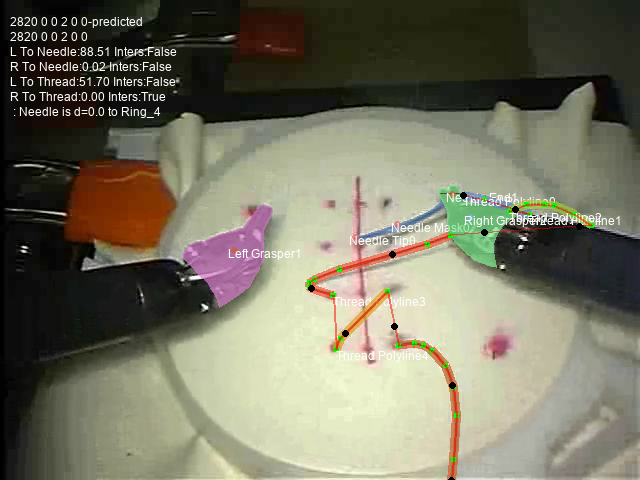 2820 0 0 2 0 0-predicted
2820 0 0 2 0 0
L To Needle:88.51 Inters:False
R To Needle:0.02 Inters:False
L To Thread:51.70 Inters:False
R To Thread:0.00 Inters:True
: Needle is d=0.0 to Ring_4
Thread Polyline0
Needle Mask0
Needle Tip0
Left Grasper1
Thread Polyline3
Thread Polyline4